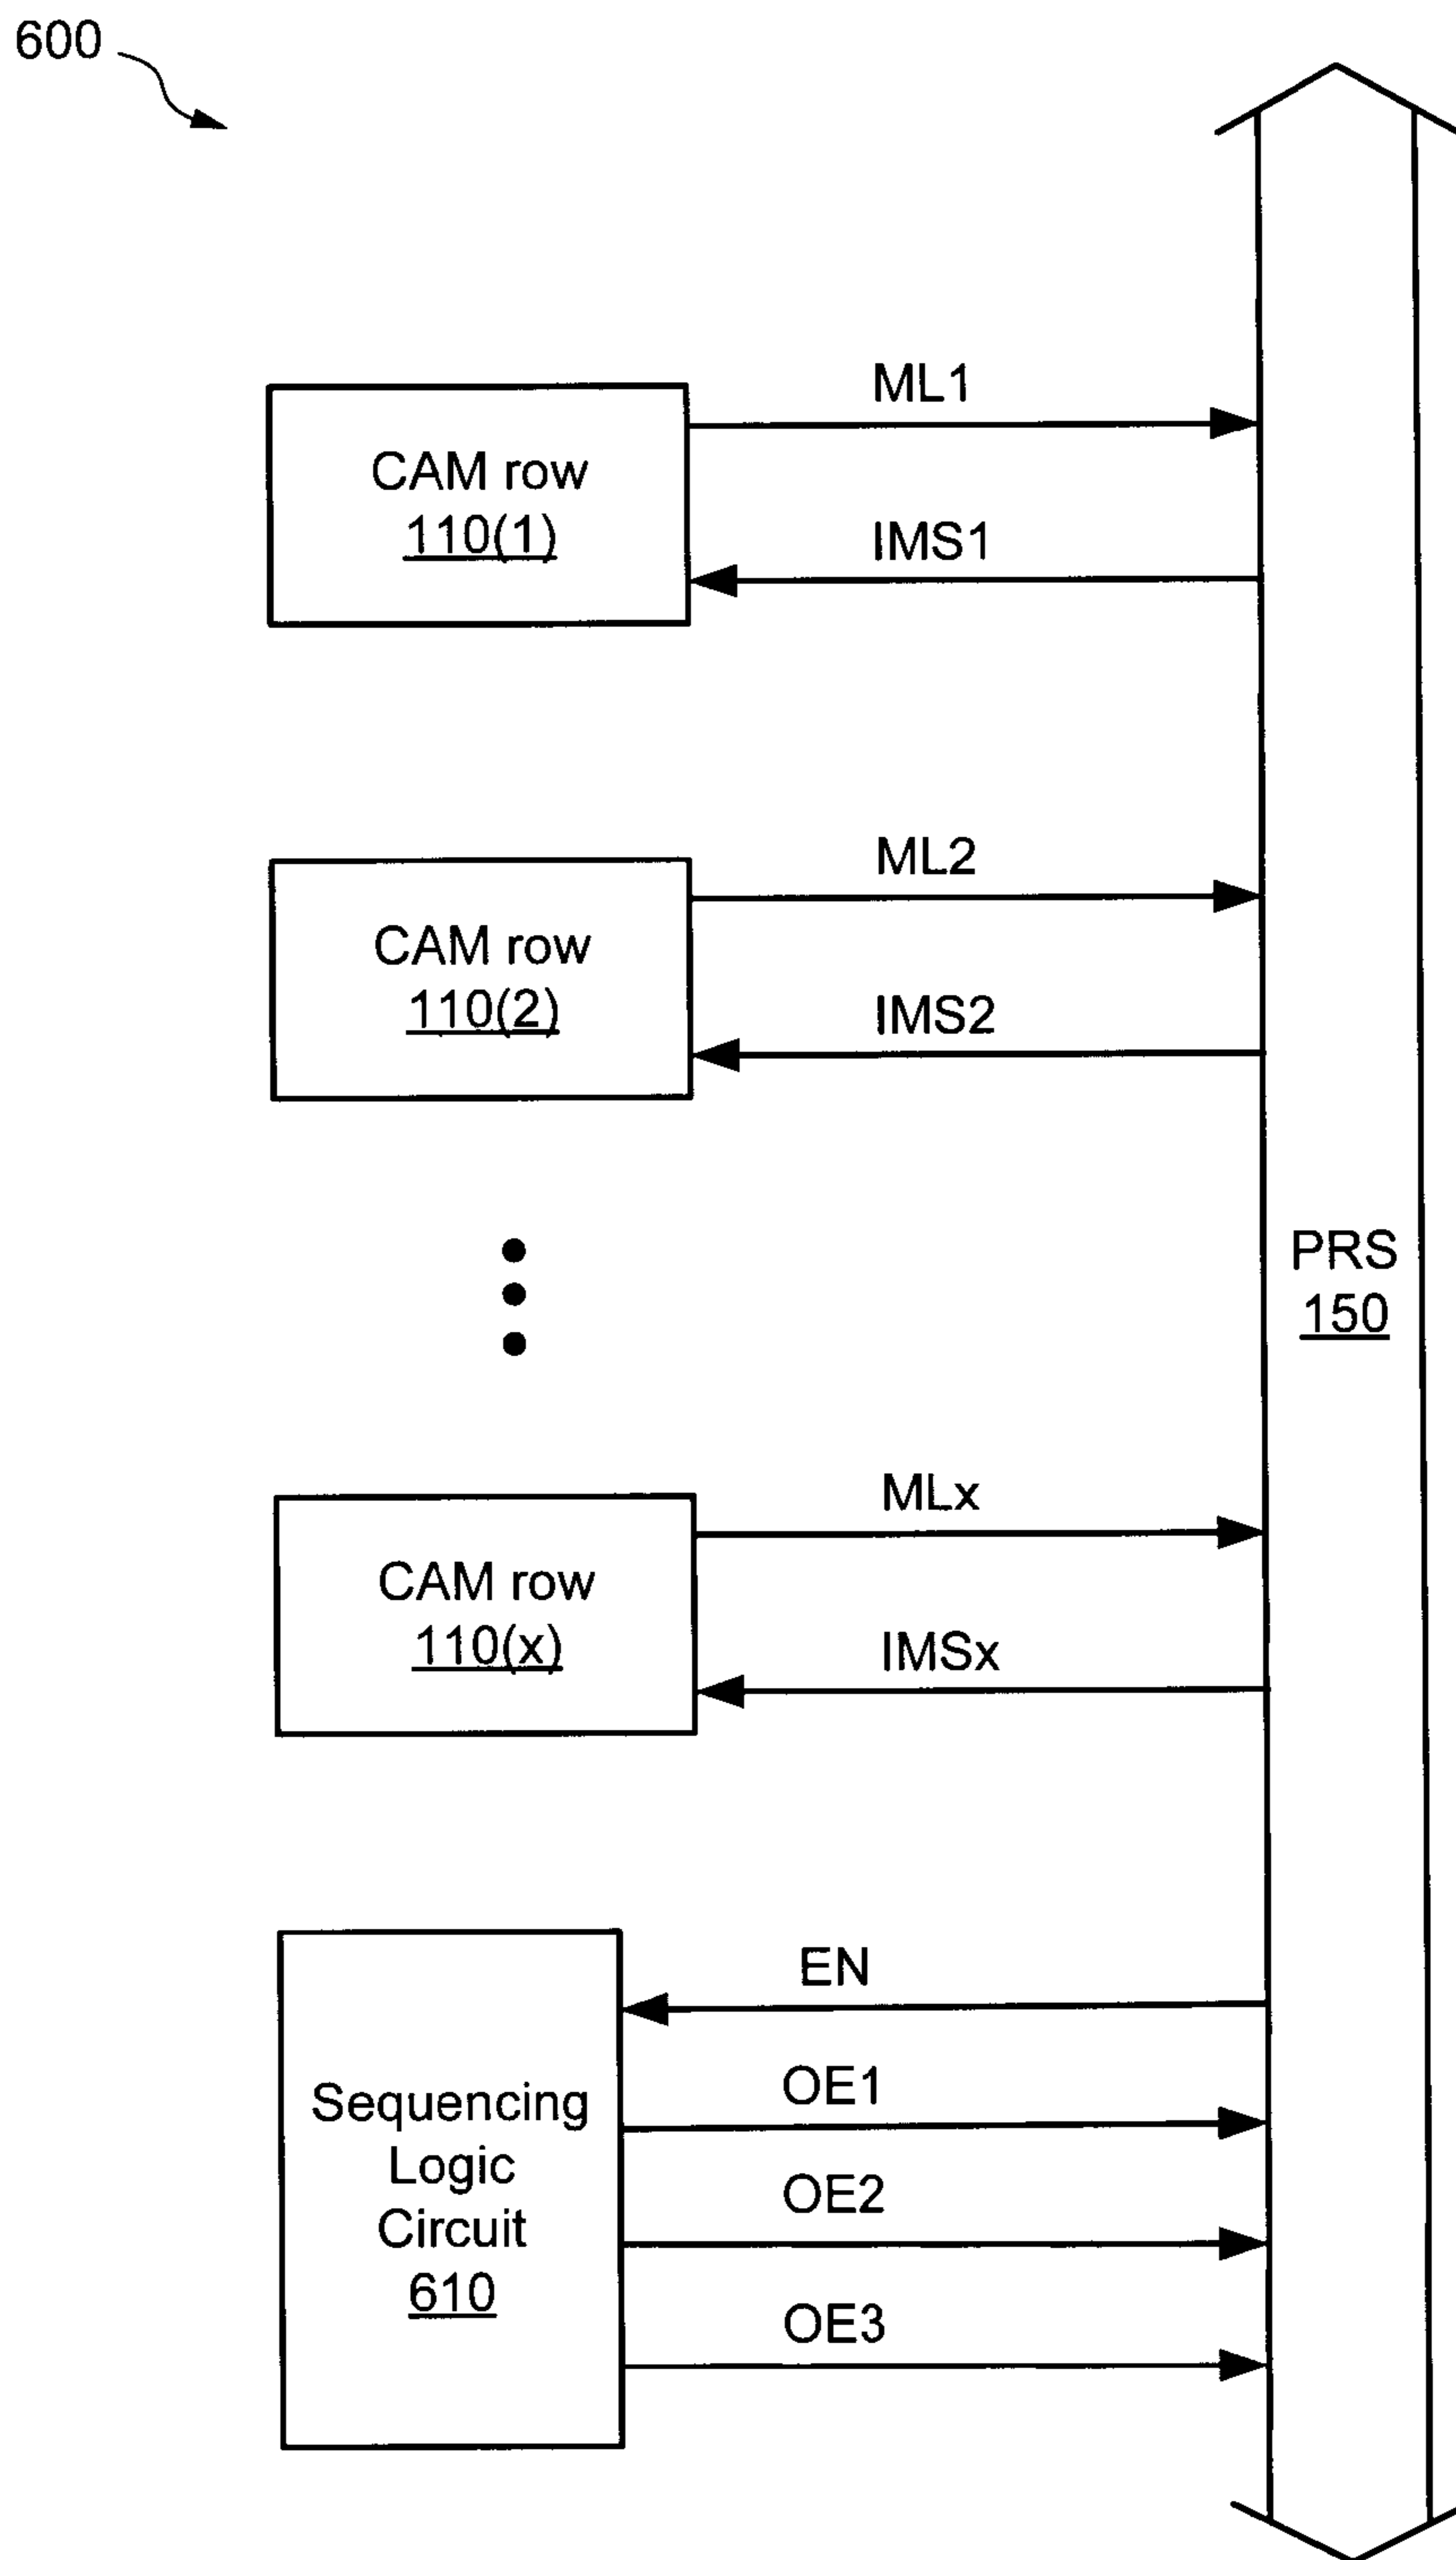 600
ML1
CAM row
110(1)
IMS1
ML2
CAM row
110(2)
IMS2
PRS
150
MLx
CAM row
110(x)
IMSx
EN
OE1
Sequencing
Logic
Circuit
610
OE2
OE3